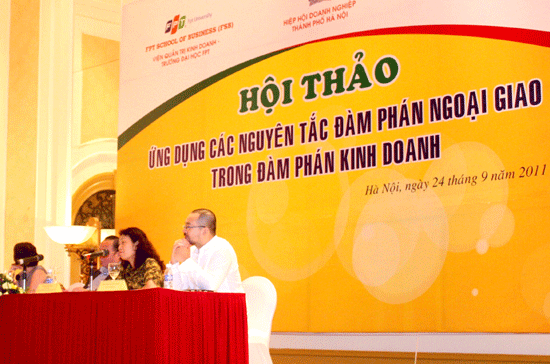 FPT
FPT SCHOOL OF BUSINESS (FSB)
VIỆN QUẢN TRỊ KINH DOANH -
TRƯỜNG ĐẠI HỌC FPT
HIỆP HỘI DOANH NGHIỆP
THÀNH PHỐ HÀ NỘI
HỘI THẢO
ỨNG DỤNG CÁC NGUYÊN TẮC ĐÀM PHÁN NGOẠI GIAO
TRONG ĐÀM PHÁN KINH DOANH
Hà Nội, ngày 24 tháng 9 năm 2011